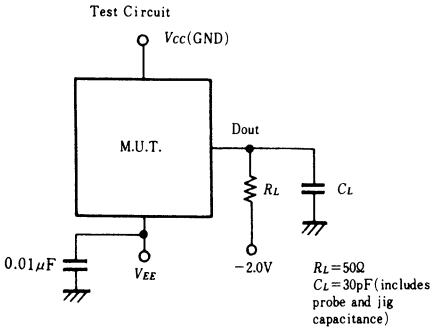 Test Circuit
Vcc(GND)
M.U.T.
Dout
RL
CL
0.01μF
VEE
−2.0V
RL=50Ω
CL=30pF(includes
probe and jig
capacitance)